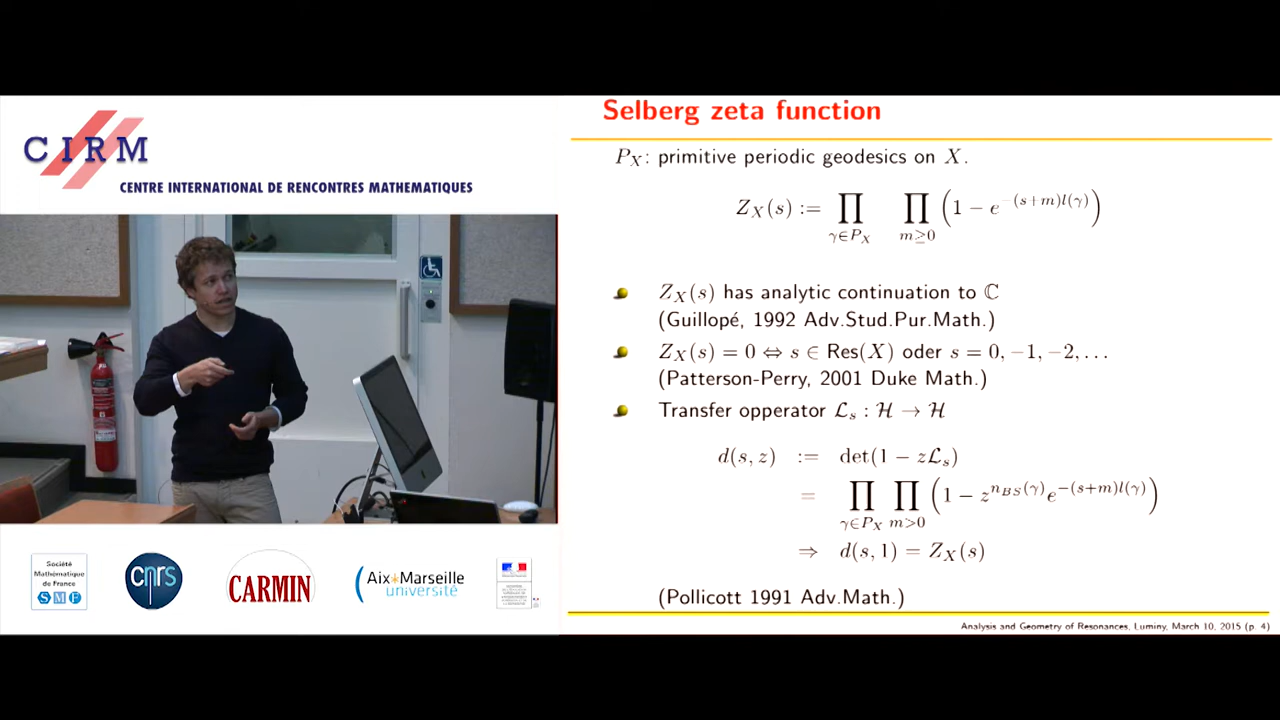 CIRM
CENTRE INTERNATIONAL DE RENCONTRES MATHEMATIQUES
Société
Mathématique
de France
SMF
cnrs
CARMIN
Aix*Marseille
université
Selberg zeta function
P_X: primitive periodic geodesics on X.
Z_X(s) := ∏_{γ∈P_X} ∏_{m≥0} (1 − e^{−(s+m)l(γ)})
Z_X(s) has analytic continuation to ℂ
(Guillopé, 1992 Adv.Stud.Pur.Math.)
Z_X(s) = 0 ⇔ s ∈ Res(X) oder s = 0, −1, −2, . . .
(Patterson-Perry, 2001 Duke Math.)
Transfer opperator ℒ_s : ℋ → ℋ
d(s, z) := det(1 − zℒ_s)
= ∏_{γ∈P_X} ∏_{m>0} (1 − z^{n_{BS}(γ)} e^{−(s+m)l(γ)})
⇒ d(s, 1) = Z_X(s)
(Pollicott 1991 Adv.Math.)
Analysis and Geometry of Resonances, Luminy, March 10, 2015 (p. 4)